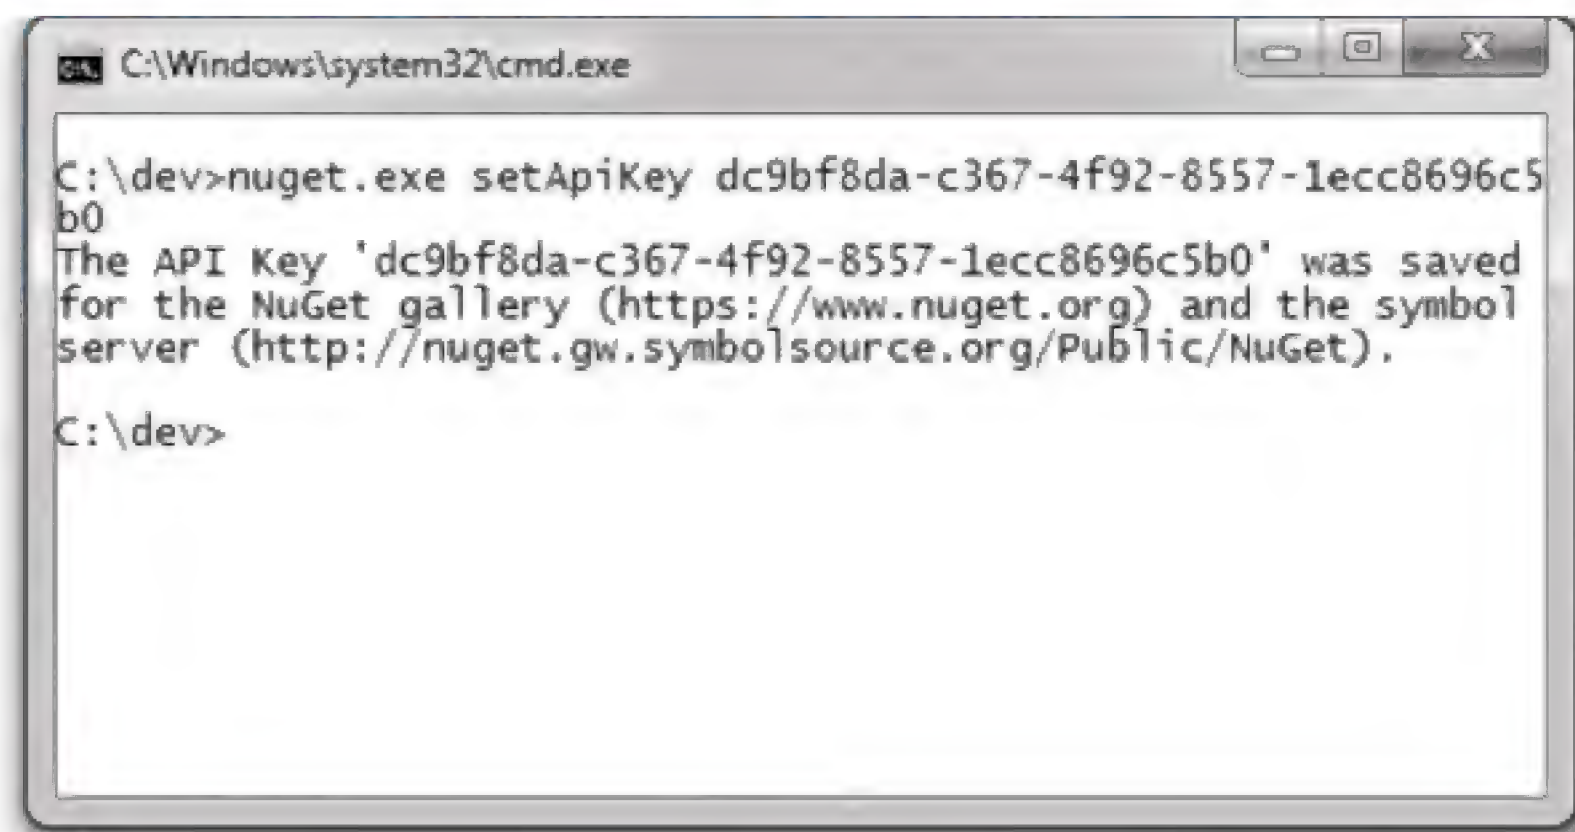 C:\Windows\system32\cmd.exe
C:\dev>nuget.exe setApiKey dc9bf8da-c367-4f92-8557-1ecc8696c5
b0
The API Key 'dc9bf8da-c367-4f92-8557-1ecc8696c5b0' was saved
for the NuGet gallery (https://www.nuget.org) and the symbol
server (http://nuget.gw.symbolsource.org/Public/NuGet).
C:\dev>